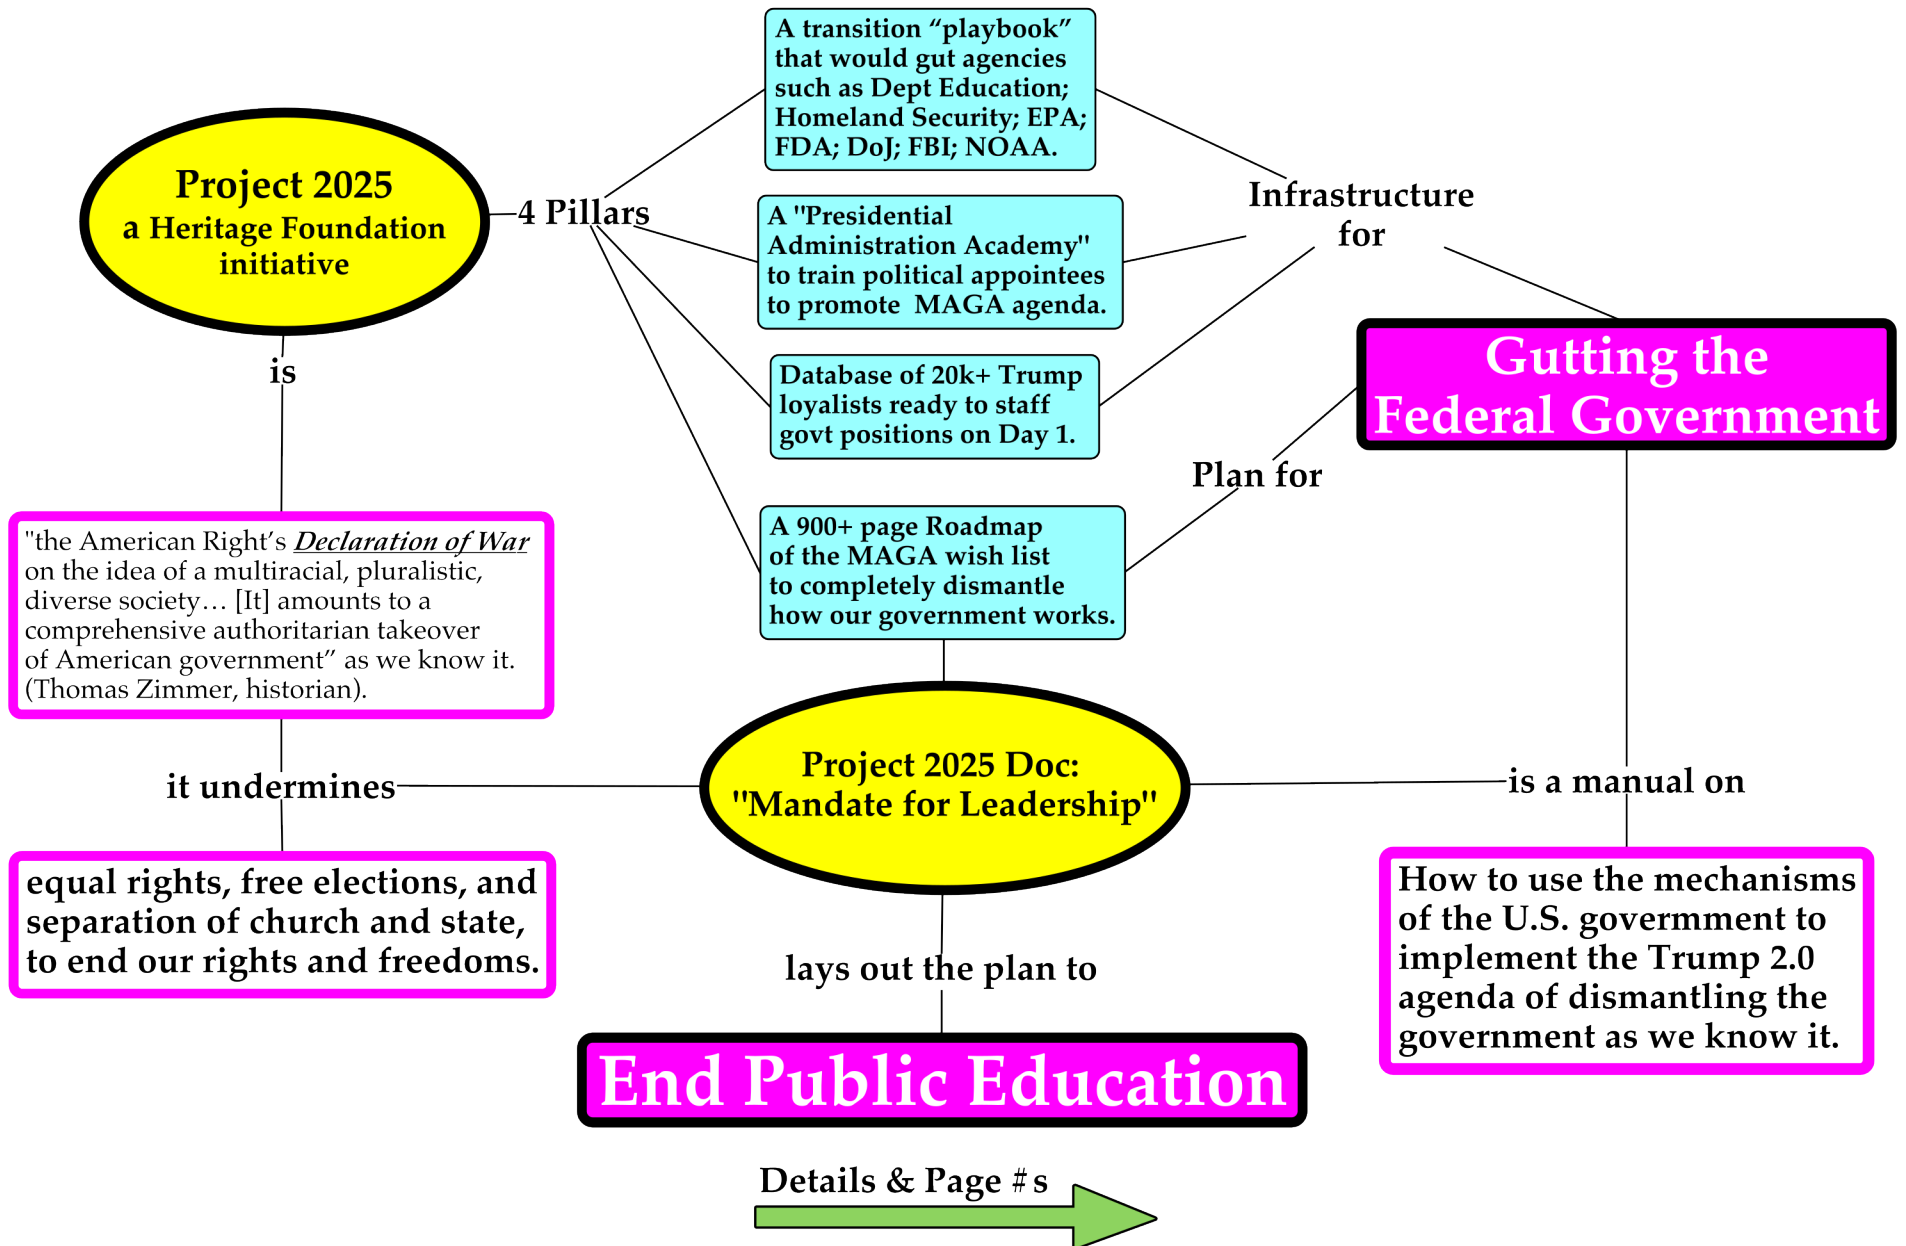 A transition “playbook”
that would gut agencies
such as Dept Education;
Homeland Security; EPA;
FDA; DoJ; FBI; NOAA.
Project 2025
a Heritage Foundation
initiative
4 Pillars
A "Presidential
Administration Academy"
to train political appointees
to promote  MAGA agenda.
Infrastructure
for
Database of 20k+ Trump
loyalists ready to staff
govt positions on Day 1.
Gutting the
Federal Government
is
Plan for
A 900+ page Roadmap
of the MAGA wish list
to completely dismantle
how our government works.
"the American Right’s Declaration of War
on the idea of a multiracial, pluralistic,
diverse society… [It] amounts to a
comprehensive authoritarian takeover
of American government” as we know it.
(Thomas Zimmer, historian).
it undermines
Project 2025 Doc:
"Mandate for Leadership"
is a manual on
equal rights, free elections, and
separation of church and state,
to end our rights and freedoms.
How to use the mechanisms
of the U.S. govermment to
implement the Trump 2.0
agenda of dismantling the
government as we know it.
lays out the plan to
End Public Education
Details & Page #s